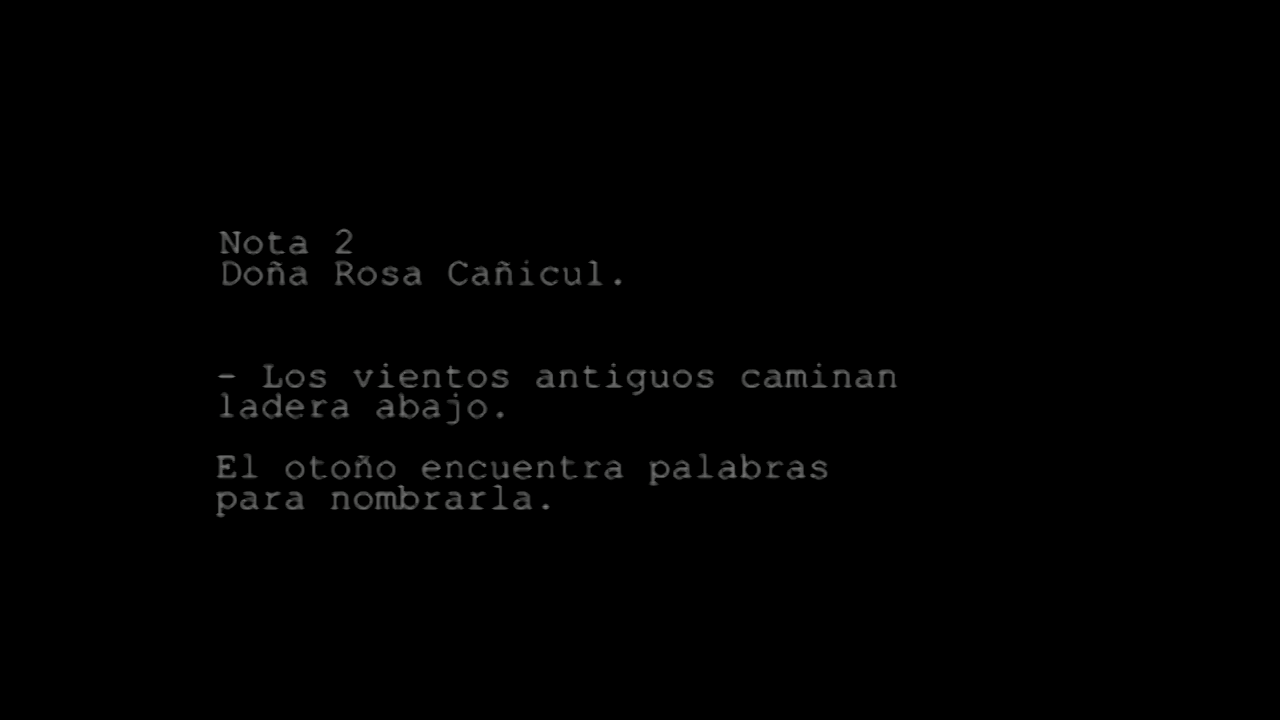 Nota 2
Doña Rosa Cañicul.
- Los vientos antiguos caminan
ladera abajo.
El otoño encuentra palabras
para nombrarla.